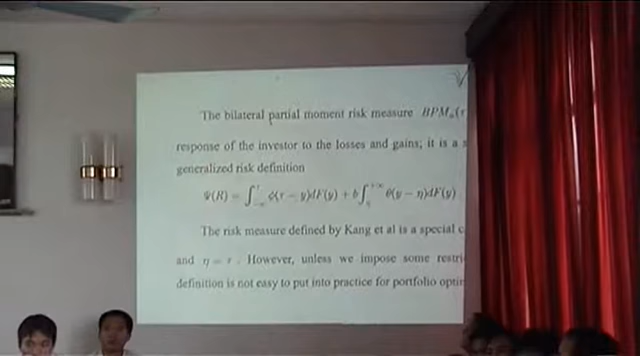 The bilateral partial moment risk measure BPMₙ(τ
response of the investor to the losses and gains; it is a s
generalized risk definition
Ψ(R) = ∫_{-∞}^{τ} ϕ(τ − y)dF(y) + b∫_{η}^{+∞} θ(y − η)dF(y)
The risk measure defined by Kang et al is a special c
and η = τ . However, unless we impose some restri
definition is not easy to put into practice for portfolio optim